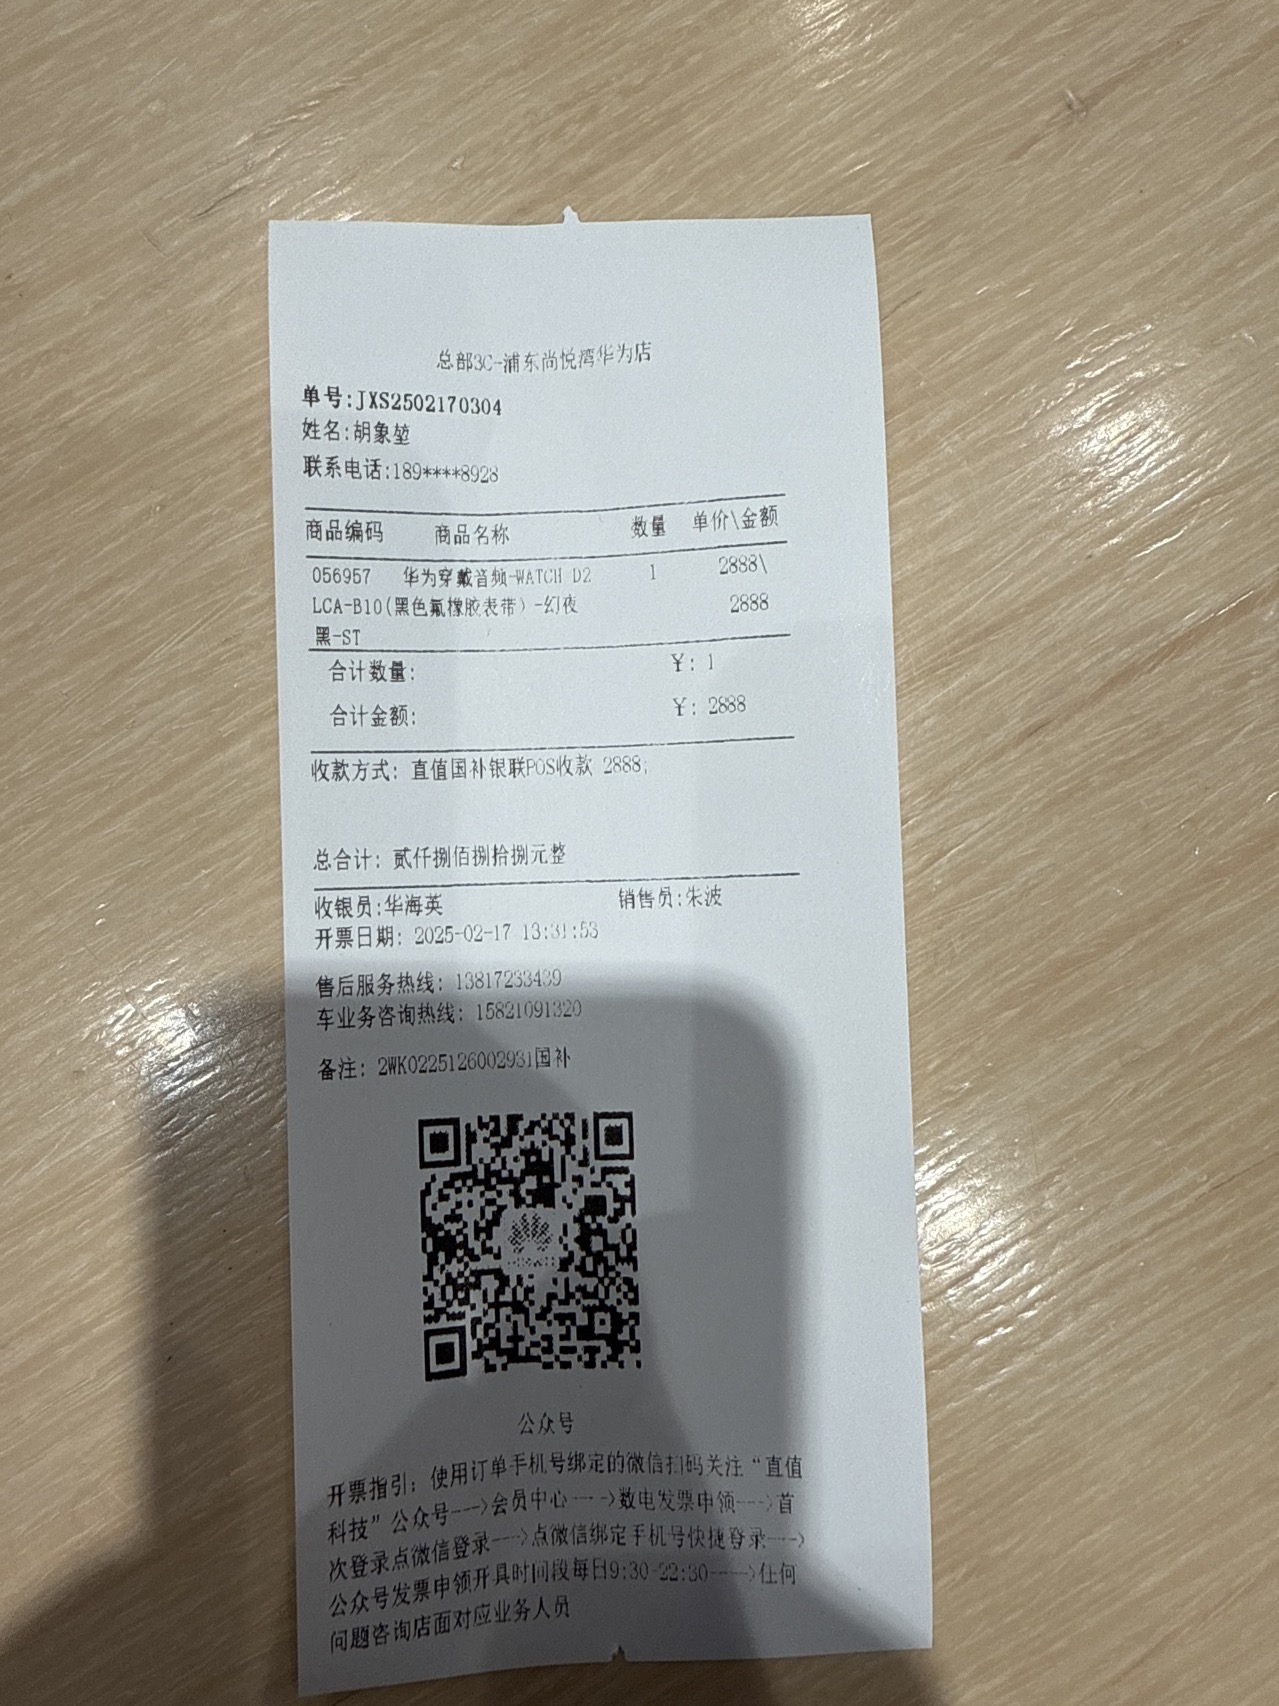 总部3C-浦东尚悦湾华为店
单号:JXS2502170304
姓名:胡象堃
联系电话:189****8928
商品编码 商品名称 数量 单价\金额
056957 华为穿戴音频-WATCH D2 1 2888\
LCA-B10(黑色氟橡胶表带）-幻夜 2888
黑-ST
合计数量: ¥: 1
合计金额: ¥: 2888
收款方式: 直值国补银联POS收款 2888;
总合计: 贰仟捌佰捌拾捌元整
收银员:华海英 销售员:朱波
开票日期: 2025-02-17 13:31:53
售后服务热线: 13817233439
车业务咨询热线: 15821091320
备注: 2WK0225126002931国补
公众号
开票指引: 使用订单手机号绑定的微信扫码关注“直值
科技”公众号--->会员中心---->数电发票申领---->首
次登录点微信登录---->点微信绑定手机号快捷登录---->
公众号发票申领开具时间段每日9:30-22:30----->任何
问题咨询店面对应业务人员